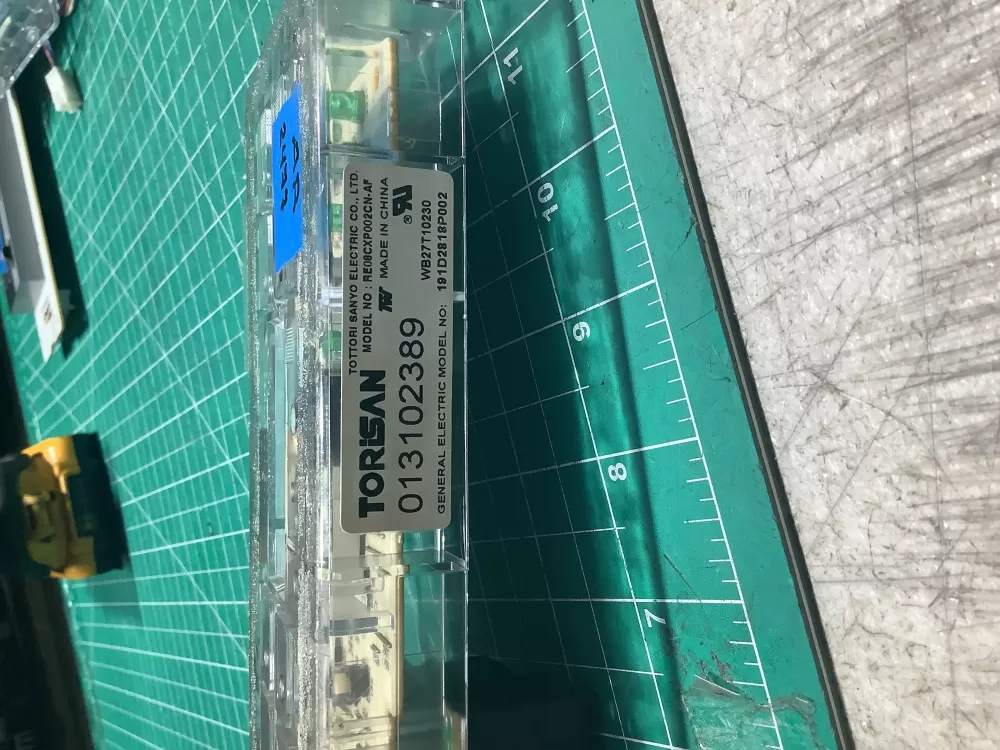 TOTTORI SANYO ELECTRIC CO., LTD.
TORISAN MODEL NO : RE08CXP002CN-AF
MADE IN CHINA
013102389
WB27T10230
GENERAL ELECTRIC MODEL NO: 191D2818P002
11
10
9
8
7